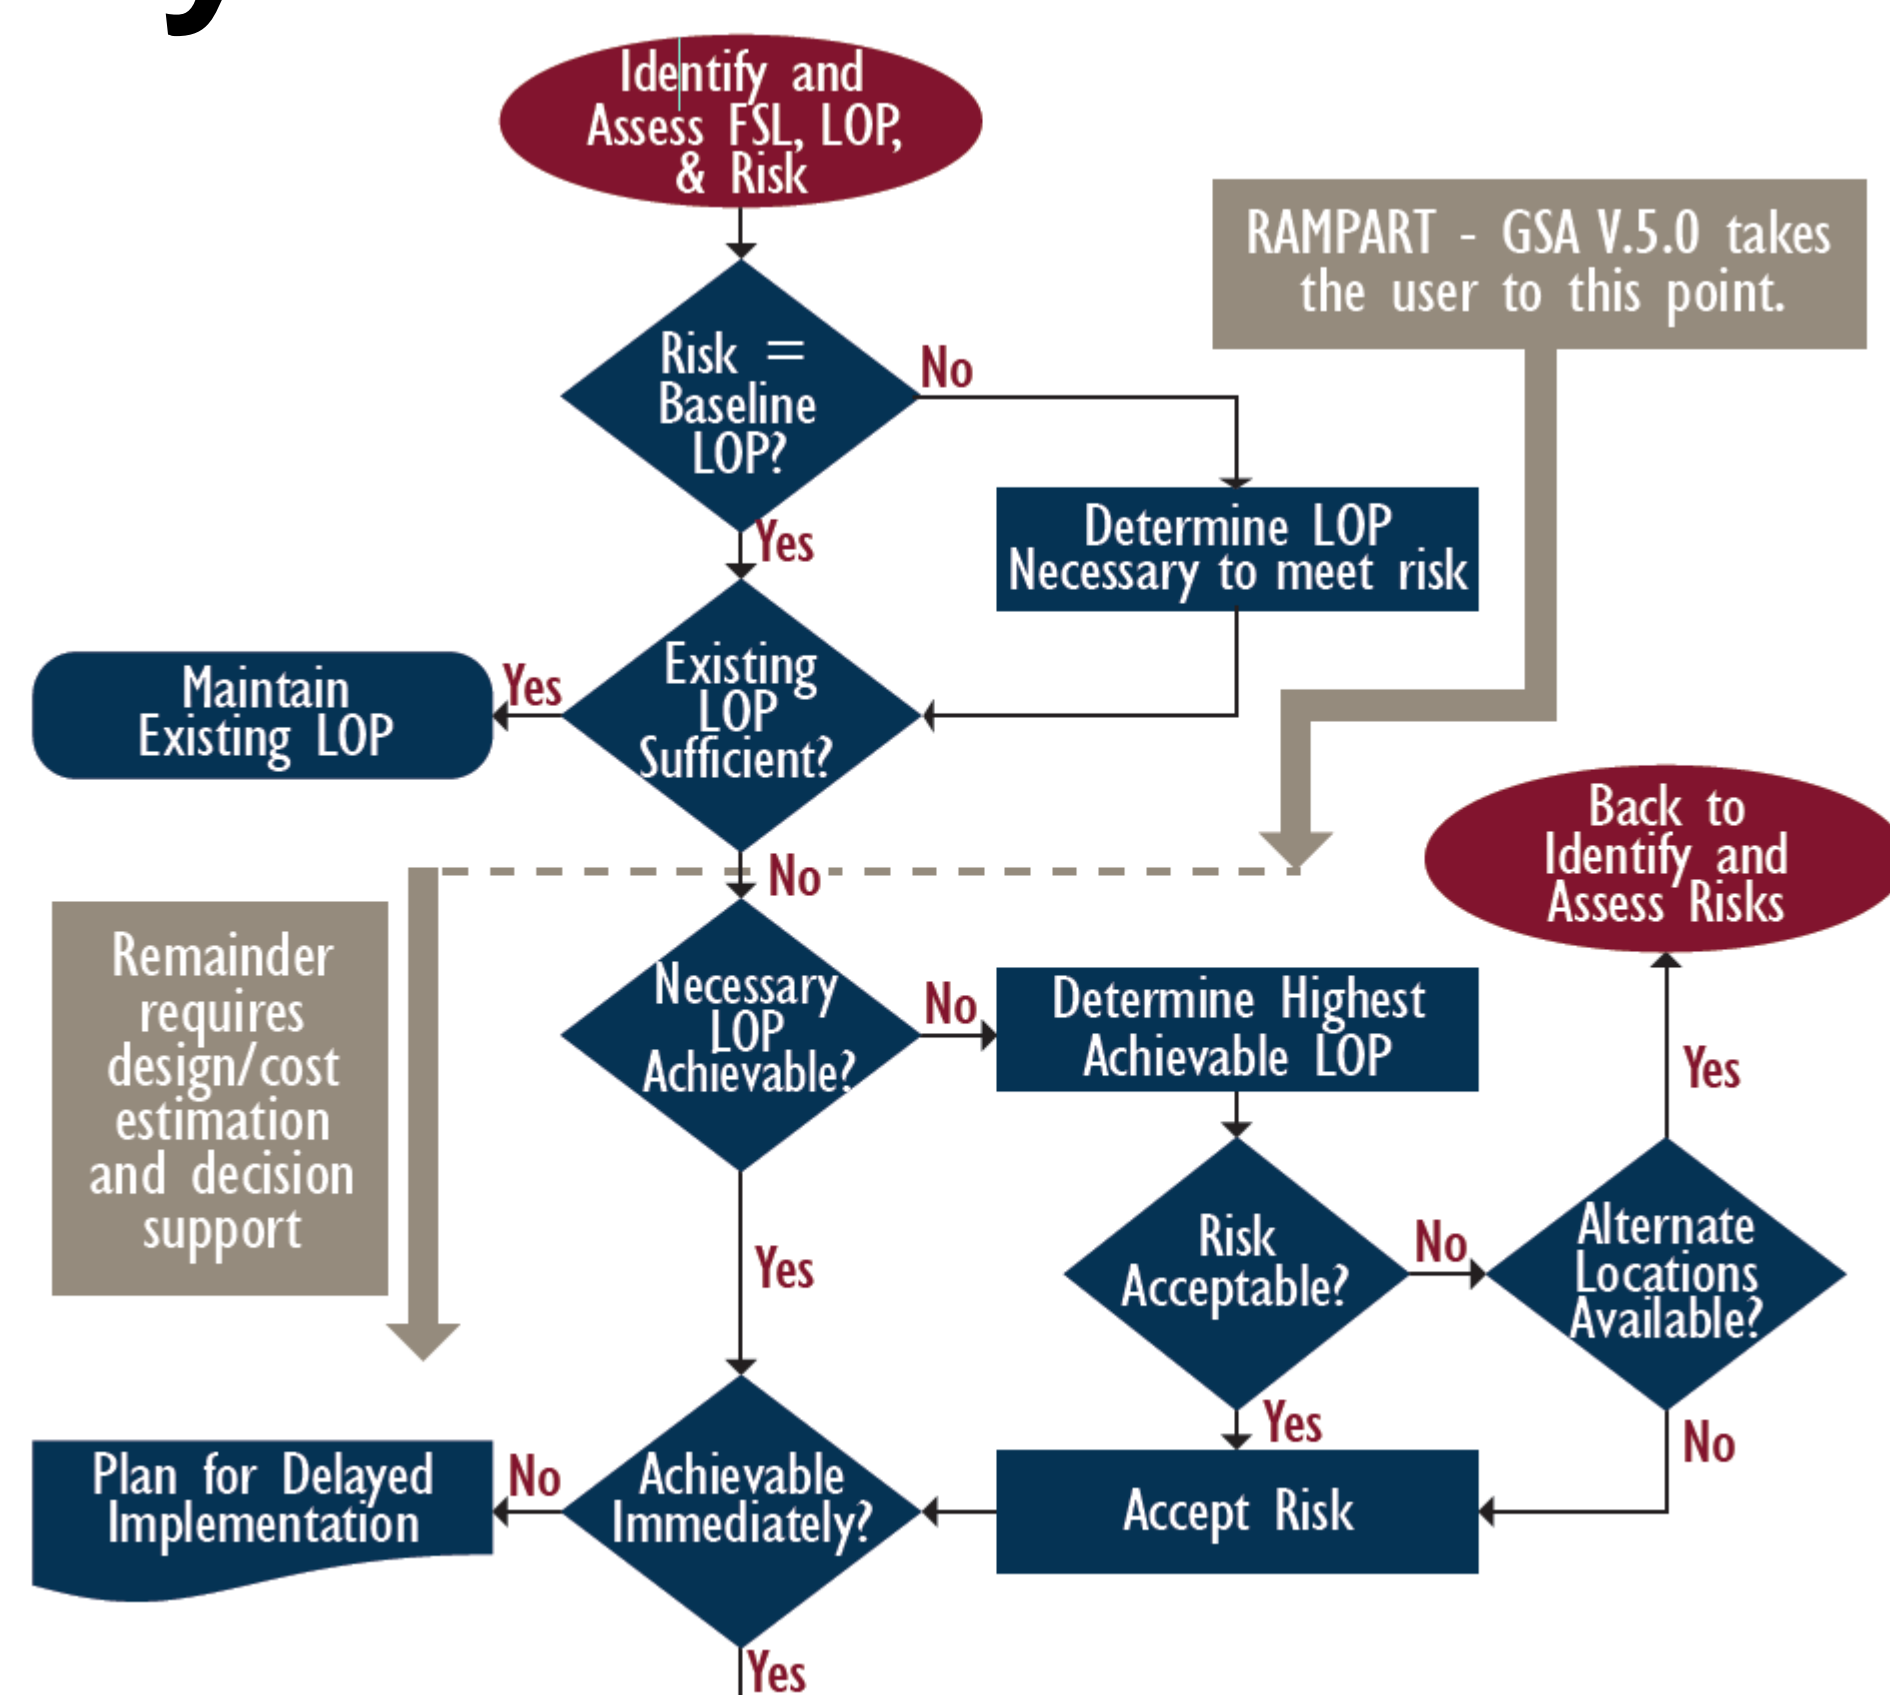 Identify and
Assess FSL, LOP,
& Risk
RAMPART - GSA V.5.0 takes
the user to this point.
Risk =
Baseline
LOP?
No
Yes
Determine LOP
Necessary to meet risk
Existing
LOP
Sufficient?
Yes
Maintain
Existing LOP
No
Back to
Identify and
Assess Risks
Remainder
requires
design/cost
estimation
and decision
support
Necessary
LOP
Achievable?
No
Determine Highest
Achievable LOP
Yes
Yes
Risk
Acceptable?
No
Alternate
Locations
Available?
Yes
No
Plan for Delayed
Implementation
No
Achievable
Immediately?
Accept Risk
Yes